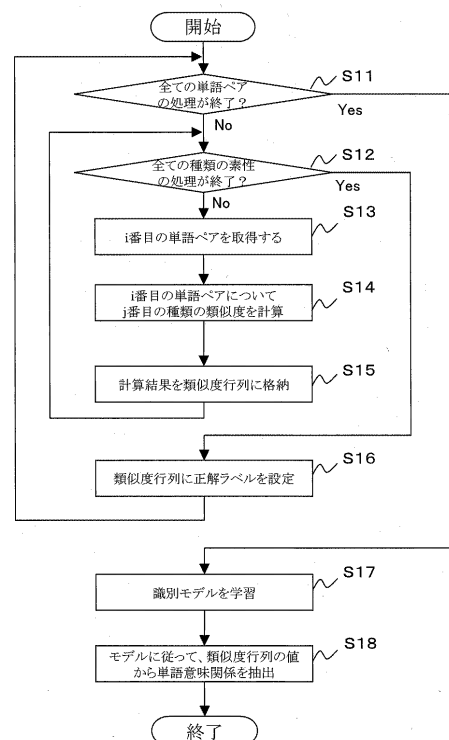 開始
全ての単語ペア
の処理が終了?
S11
Yes
No
全ての種類の素性
の処理が終了?
S12
Yes
No
i番目の単語ペアを取得する
S13
i番目の単語ペアについて
j番目の種類の類似度を計算
S14
計算結果を類似度行列に格納
S15
類似度行列に正解ラベルを設定
S16
識別モデルを学習
S17
モデルに従って、類似度行列の値
から単語意味関係を抽出
S18
終了